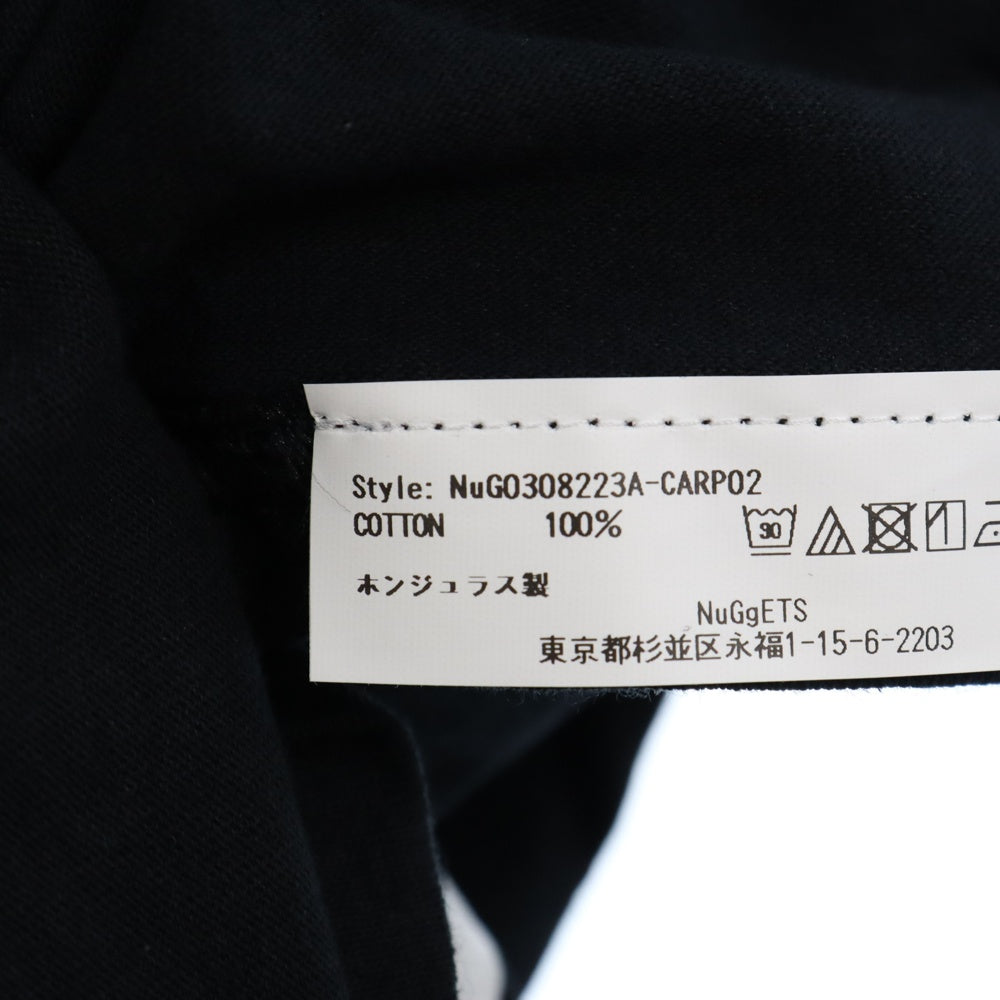 Style: NuG0308223A-CARP02
COTTON 100%
30
ホンジュラス製
NuGgETS
東京都杉並区永福1-15-6-2203